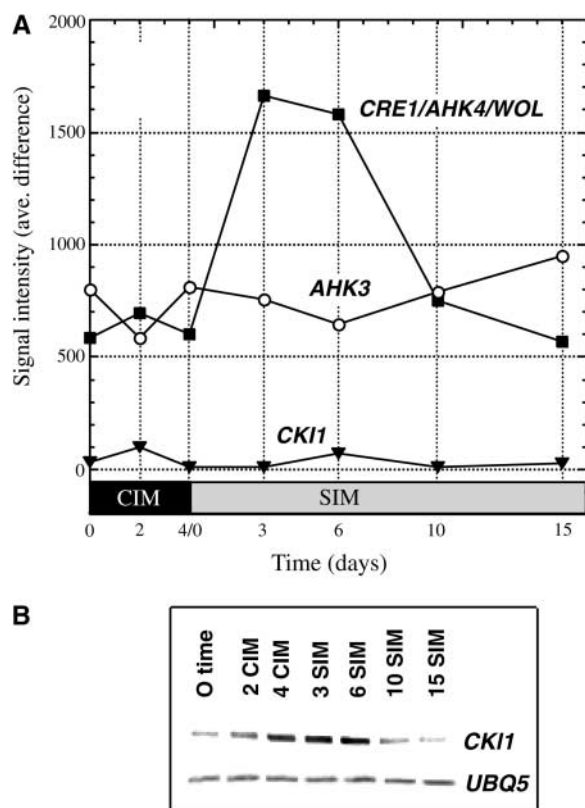 A
2000
1500
1000
500
0
Signal intensity (ave. difference)
CRE1/AHK4/WOL
AHK3
CKI1
CIM SIM
0 2 4/0 3 6 10 15
Time (days)
B
O time 2 CIM 4 CIM 3 SIM 6 SIM 10 SIM 15 SIM
CKI1
UBQ5